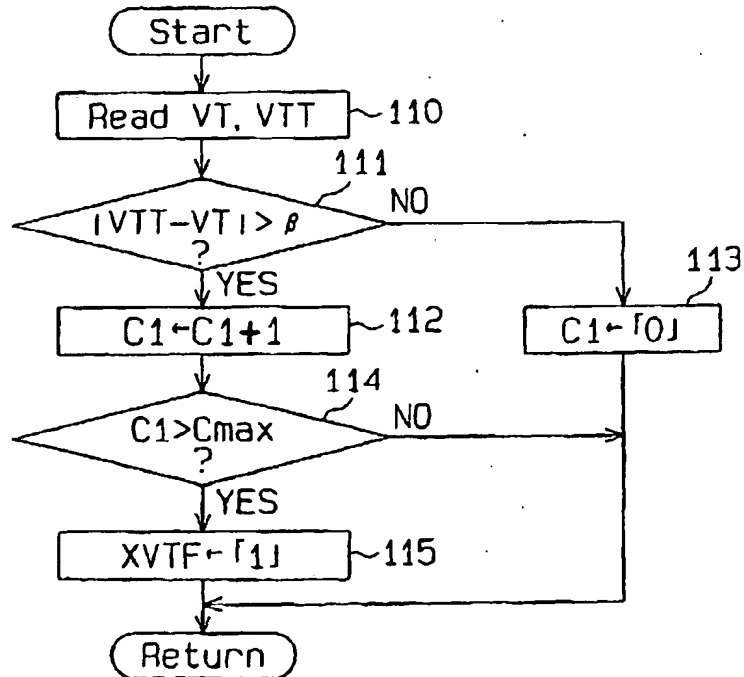 Start
Read VT, VTT
110
111
|VTT-VT|> β
?
NO
YES
113
C1←C1+1
112
C1←「0」
114
C1>Cmax
?
NO
YES
XVTF←「1」
115
Return